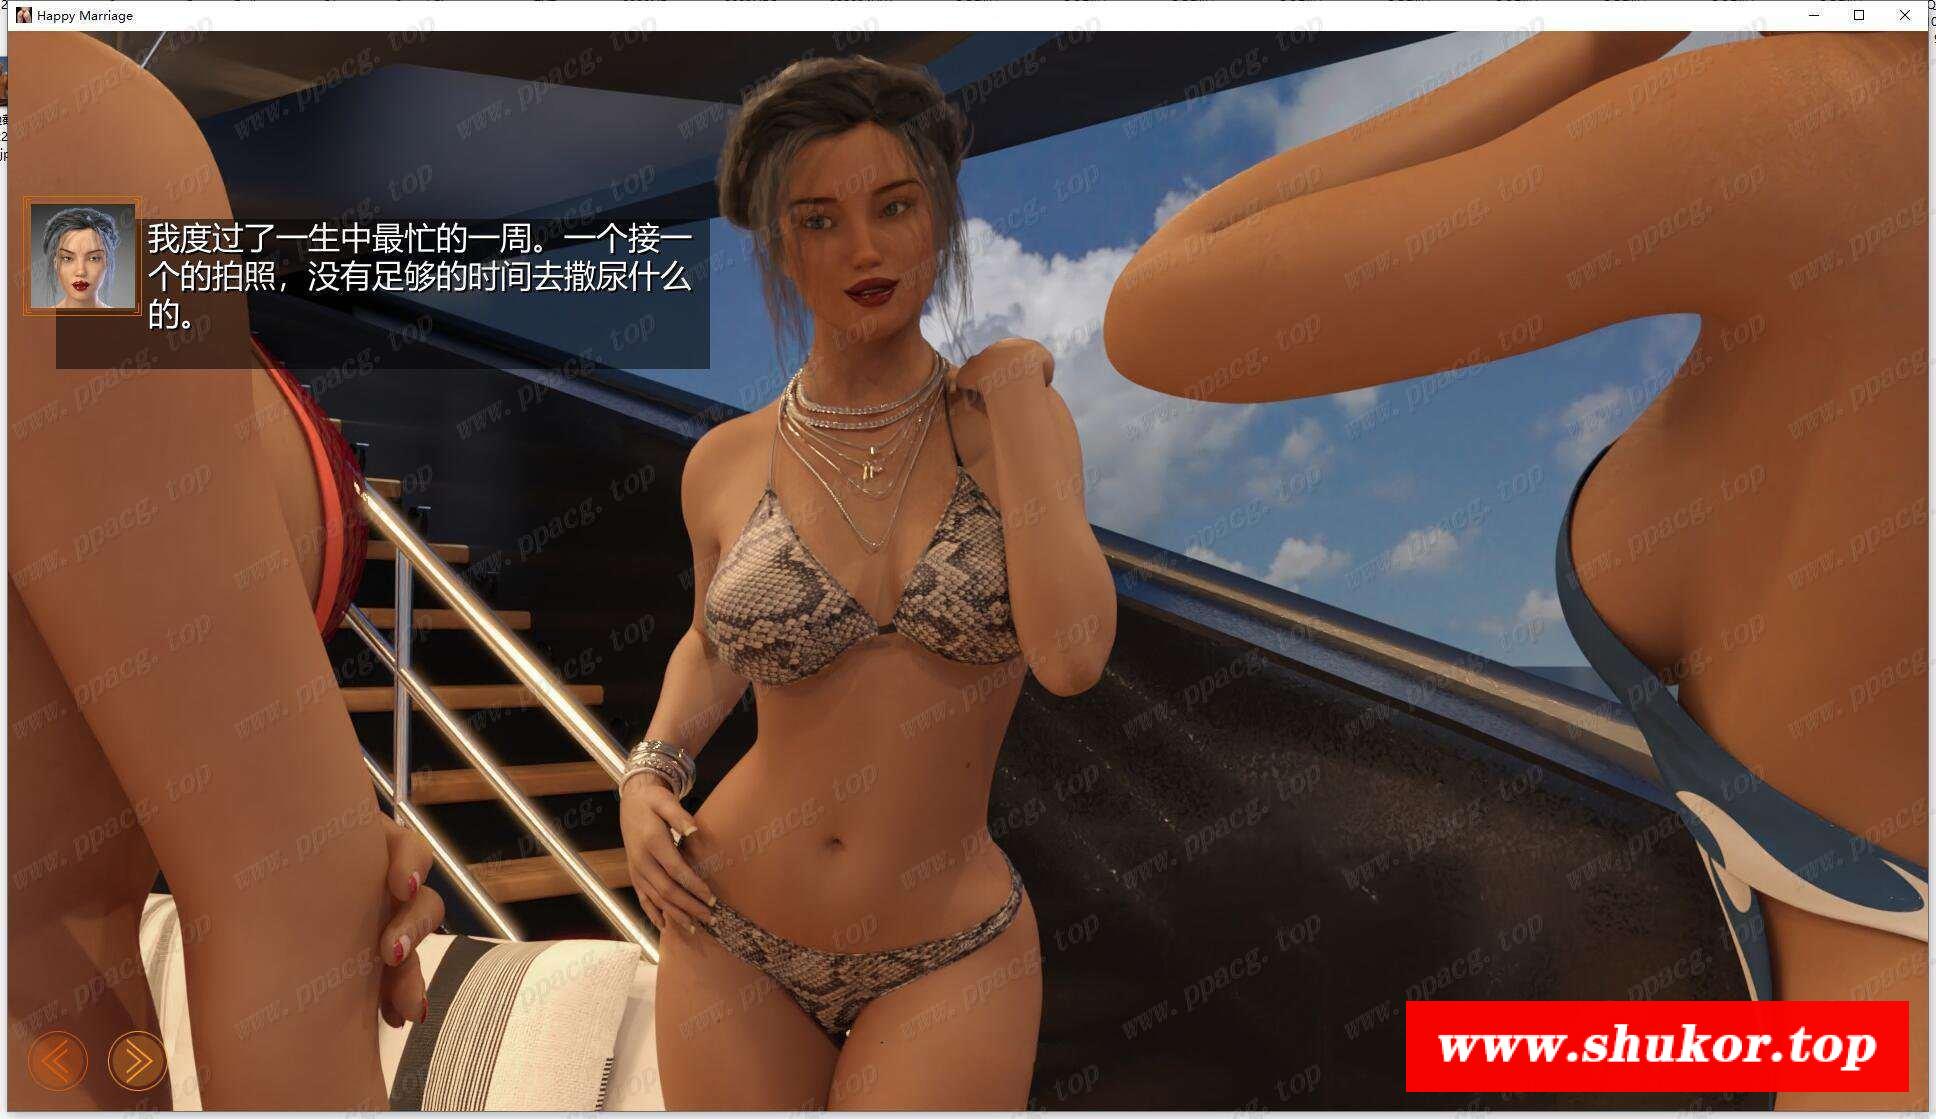 Happy Marriage
我度过了一生中最忙的一周。一个接一
个的拍照，没有足够的时间去撒尿什么
的。
www.ppacg.top
www.shukor.top